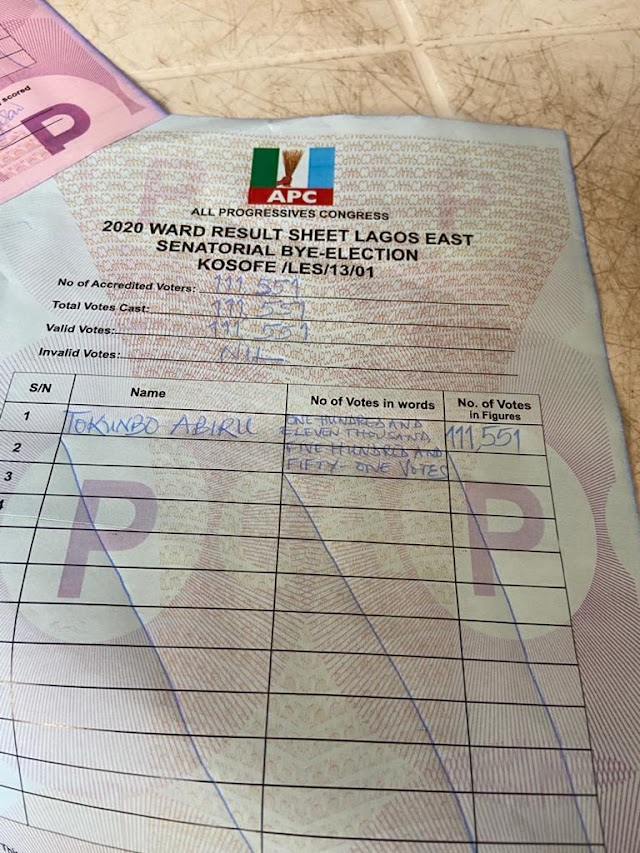 scored
P
APC
ALL PROGRESSIVES CONGRESS
2020 WARD RESULT SHEET LAGOS EAST
SENATORIAL BYE-ELECTION
KOSOFE /LES/13/01
No of Accredited Voters: 111,551
Total Votes Cast: 111,551
Valid Votes: 111,551
Invalid Votes: NIL
S/N Name No of Votes in words No. of Votes in Figures
1 TOKUNBO ABIRU ONE HUNDRED AND ELEVEN THOUSAND, FIVE HUNDRED AND FIFTY-ONE VOTES 111,551
2
3
4
P P